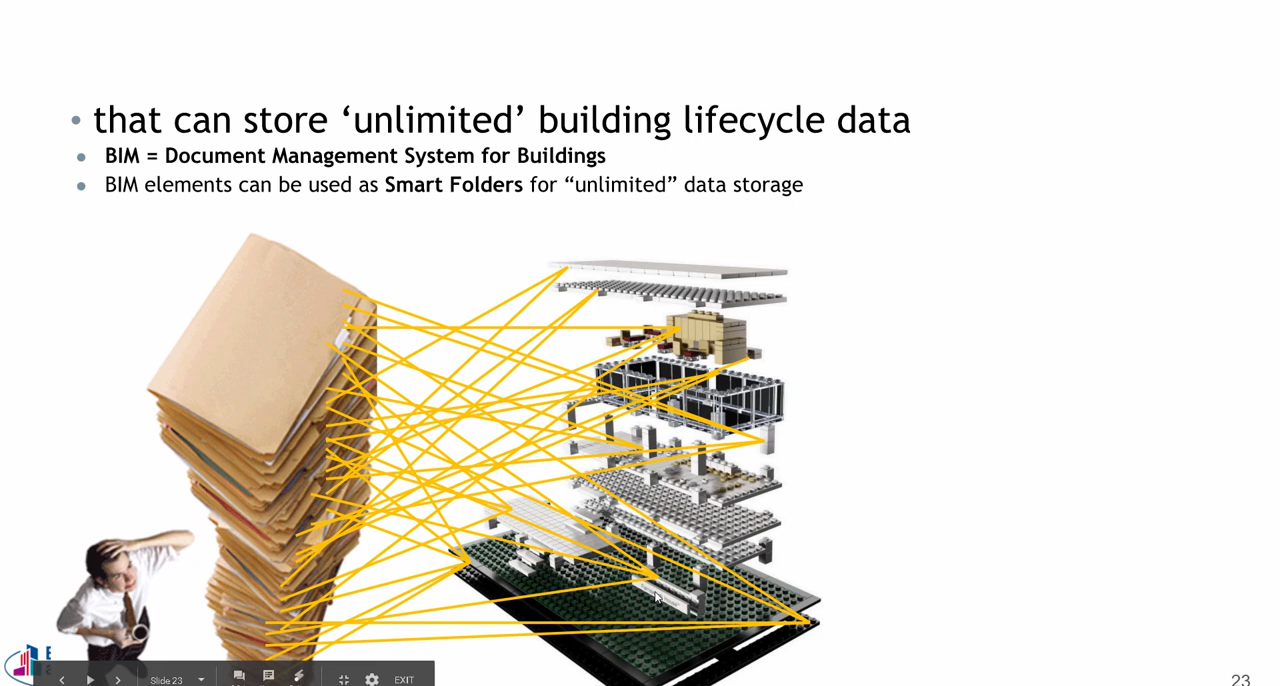 • that can store ‘unlimited’ building lifecycle data
• BIM = Document Management System for Buildings
• BIM elements can be used as Smart Folders for “unlimited” data storage
Slide 23
EXIT
23